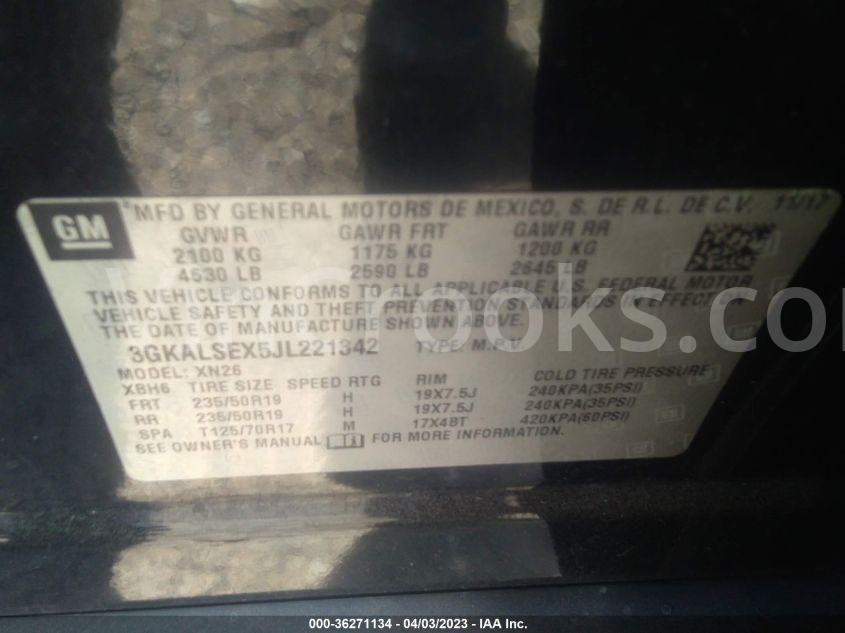 GM
MFD BY GENERAL MOTORS DE MEXICO, S. DE R.L. DE C.V. 11/17
GVWR GAWR FRT GAWR RR
2100 KG 1175 KG 1200 KG
4630 LB 2590 LB 2645 LB
THIS VEHICLE CONFORMS TO ALL APPLICABLE U.S. FEDERAL MOTOR
VEHICLE SAFETY AND THEFT PREVENTION STANDARDS IN EFFECT ON
THE DATE OF MANUFACTURE SHOWN ABOVE.
3GKALSEX5JL221342 TYPE: M.P.V
MODEL: XN26
XBH6 TIRE SIZE SPEED RTG RIM COLD TIRE PRESSURE
FRT 235/50R19 H 19X7.5J 240KPA(35PSI)
RR 235/50R19 H 19X7.5J 240KPA(35PSI)
SPA T125/70R17 M 17X4BT 420KPA(60PSI)
SEE OWNER'S MANUAL FOR MORE INFORMATION.
000-36271134 - 04/03/2023 - IAA Inc.